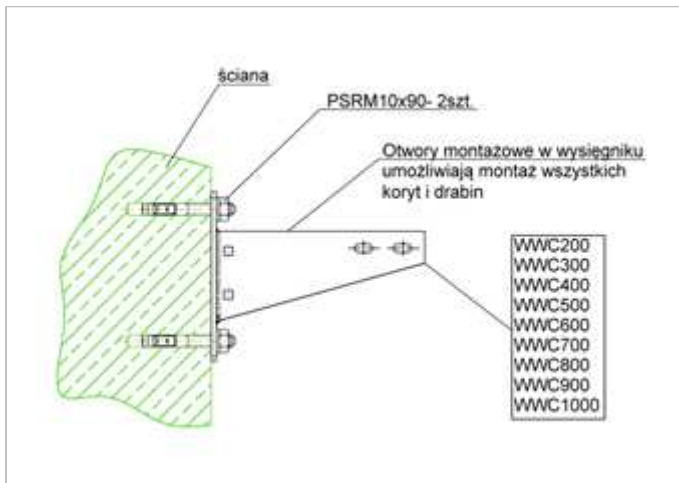 ściana
PSRM10x90- 2szt.
Otwory montażowe w wysięgniku
umożliwiają montaż wszystkich
koryt i drabin
WWC200
WWC300
WWC400
WWC500
WWC600
WWC700
WWC800
WWC900
WWC1000